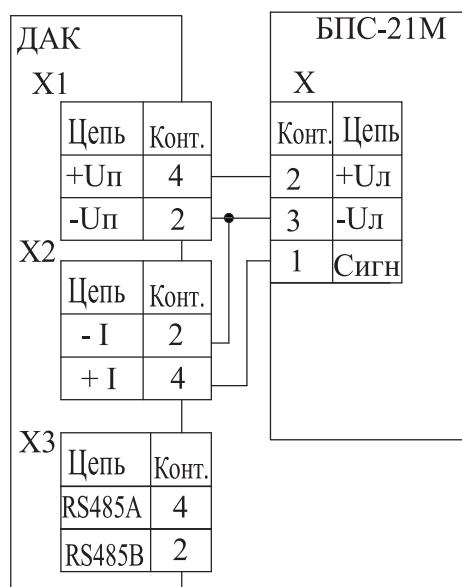 ДАК
X1
Цепь Конт.
+Uп 4
-Uп 2
X2
Цепь Конт.
- I 2
+ I 4
X3
Цепь Конт.
RS485A 4
RS485B 2
БПС-21М
X
Конт. Цепь
2 +Uл
3 -Uл
1 Сигн